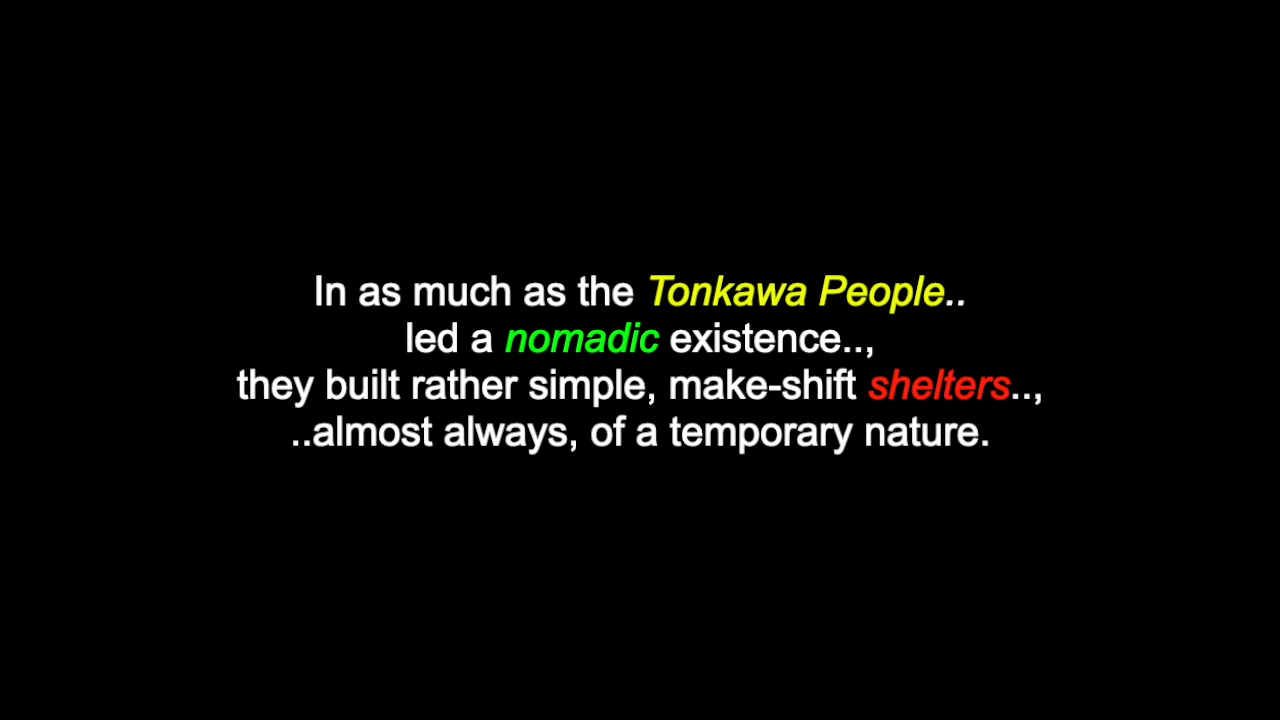 In as much as the Tonkawa People..
led a nomadic existence..,
they built rather simple, make-shift shelters..,
..almost always, of a temporary nature.